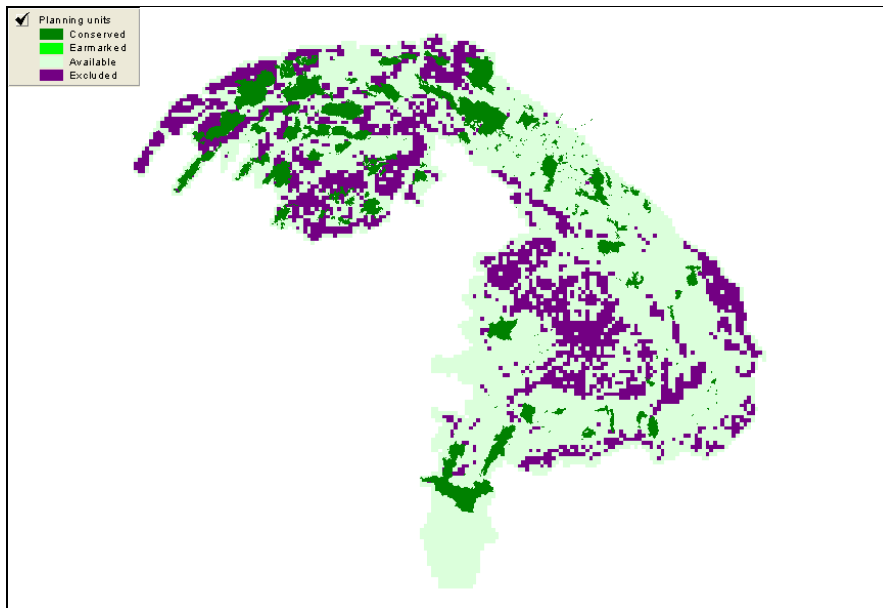 Planning units
Conserved
Earmarked
Available
Excluded